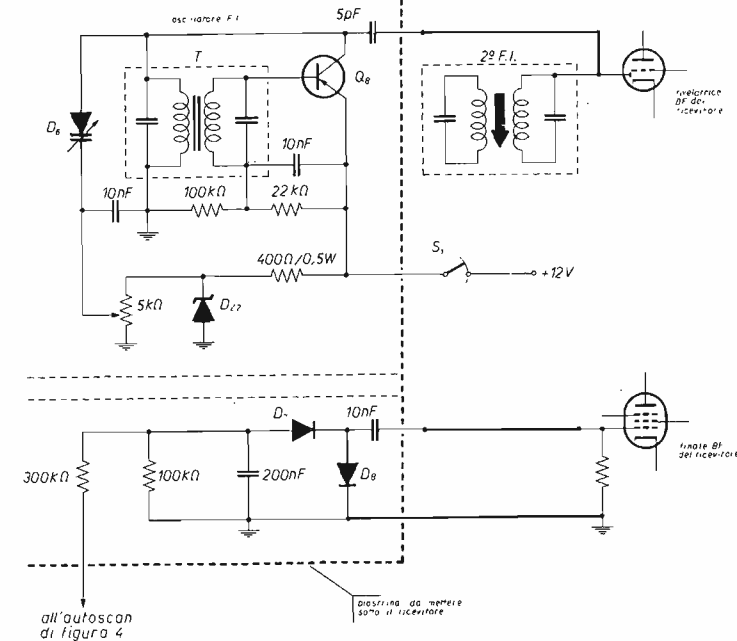 oscillatore F.I.
5pF
T
Q8
2º F.I.
rivelatrice
BF del
ricevitore
D6
10nF
10nF
100kΩ
22kΩ
400Ω/0,5W
S1
+12V
5kΩ
DZ7
D7
10nF
300kΩ
100kΩ
200nF
D8
finale BF
del ricevitore
piastrina da mettere
sotto il ricevitore
all'autoscan
di figura 4